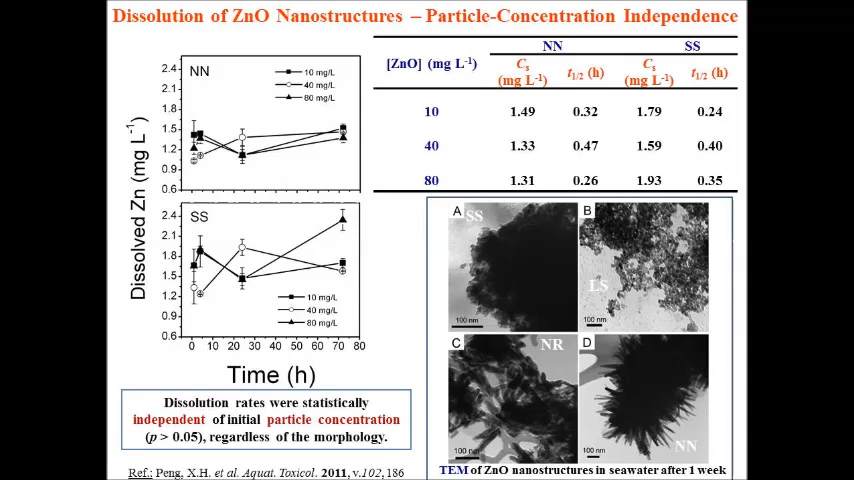 Dissolution of ZnO Nanostructures – Particle-Concentration Independence
NN SS
[ZnO] (mg L-1) Cs (mg L-1) t1/2 (h) Cs (mg L-1) t1/2 (h)
10 1.49 0.32 1.79 0.24
40 1.33 0.47 1.59 0.40
80 1.31 0.26 1.93 0.35
NN
10 mg/L
40 mg/L
80 mg/L
2.4
2.1
1.8
1.5
1.2
0.9
0.6
Dissolved Zn (mg L-1)
SS
2.4
2.1
1.8
1.5
1.2
0.9
0.6
10 mg/L
40 mg/L
80 mg/L
0 10 20 30 40 50 60 70 80
Time (h)
A SS
100 nm
B
LS
100 nm
C NR
100 nm
D
NN
100 nm
TEM of ZnO nanostructures in seawater after 1 week
Dissolution rates were statistically
independent of initial particle concentration
(p > 0.05), regardless of the morphology.
Ref.: Peng, X.H. et al. Aquat. Toxicol. 2011, v.102, 186